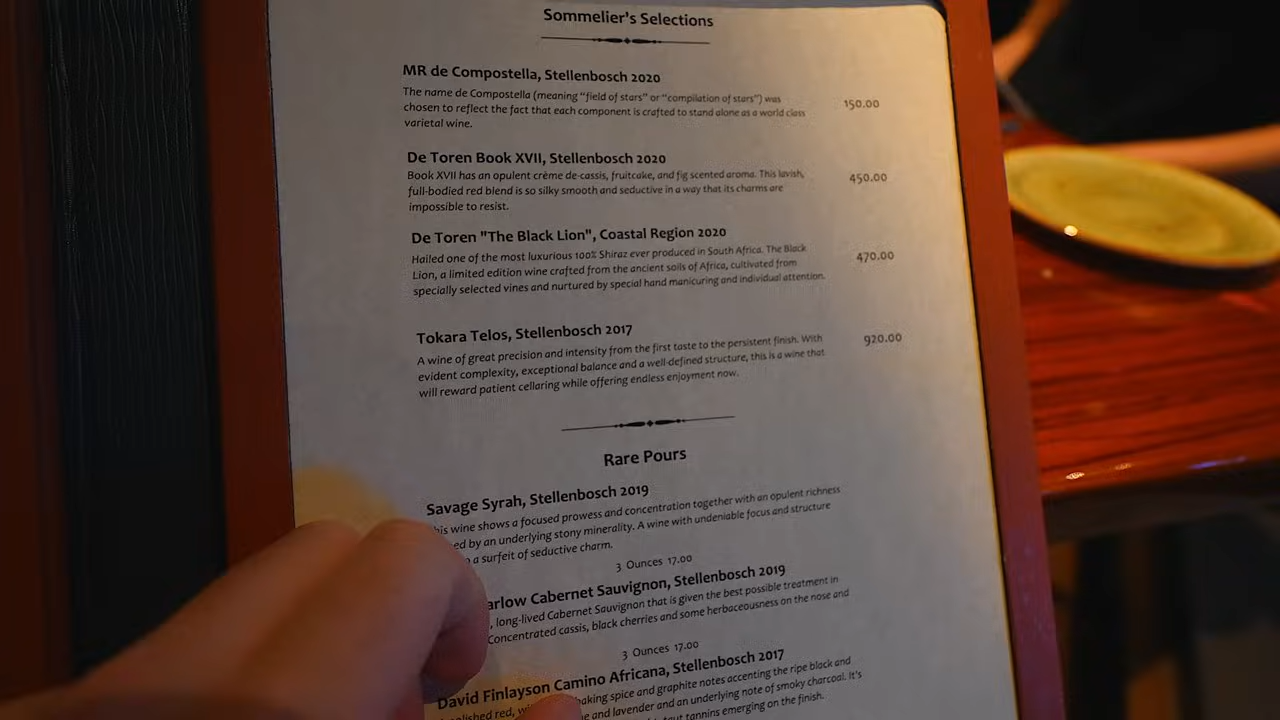 Sommelier's Selections
MR de Compostella, Stellenbosch 2020
The name de Compostella (meaning "field of stars" or "compilation of stars") was
chosen to reflect the fact that each component is crafted to stand alone as a world class
varietal wine.
150.00
De Toren Book XVII, Stellenbosch 2020
Book XVII has an opulent crème de-cassis, fruitcake, and fig scented aroma. This lavish,
full-bodied red blend is so silky smooth and seductive in a way that its charms are
impossible to resist.
450.00
De Toren "The Black Lion", Coastal Region 2020
Hailed one of the most luxurious 100% Shiraz ever produced in South Africa. The Black
Lion, a limited edition wine crafted from the ancient soils of Africa, cultivated from
specially selected vines and nurtured by special hand manicuring and individual attention.
470.00
Tokara Telos, Stellenbosch 2017
A wine of great precision and intensity from the first taste to the persistent finish. With
evident complexity, exceptional balance and a well-defined structure, this is a wine that
will reward patient cellaring while offering endless enjoyment now.
920.00
Rare Pours
Savage Syrah, Stellenbosch 2019
This wine shows a focused prowess and concentration together with an opulent richness
by an underlying stony minerality. A wine with undeniable focus and structure
a surfeit of seductive charm.
3 Ounces 17.00
Cabernet Sauvignon, Stellenbosch 2019
, long-lived Cabernet Sauvignon that is given the best possible treatment in
Concentrated cassis, black cherries and some herbaceousness on the nose and
3 Ounces 17.00
David Finlayson Camino Africana, Stellenbosch 2017
red, baking spice and graphite notes accenting the ripe black and
and lavender and an underlying note of smoky charcoal. It's
tannins emerging on the finish.